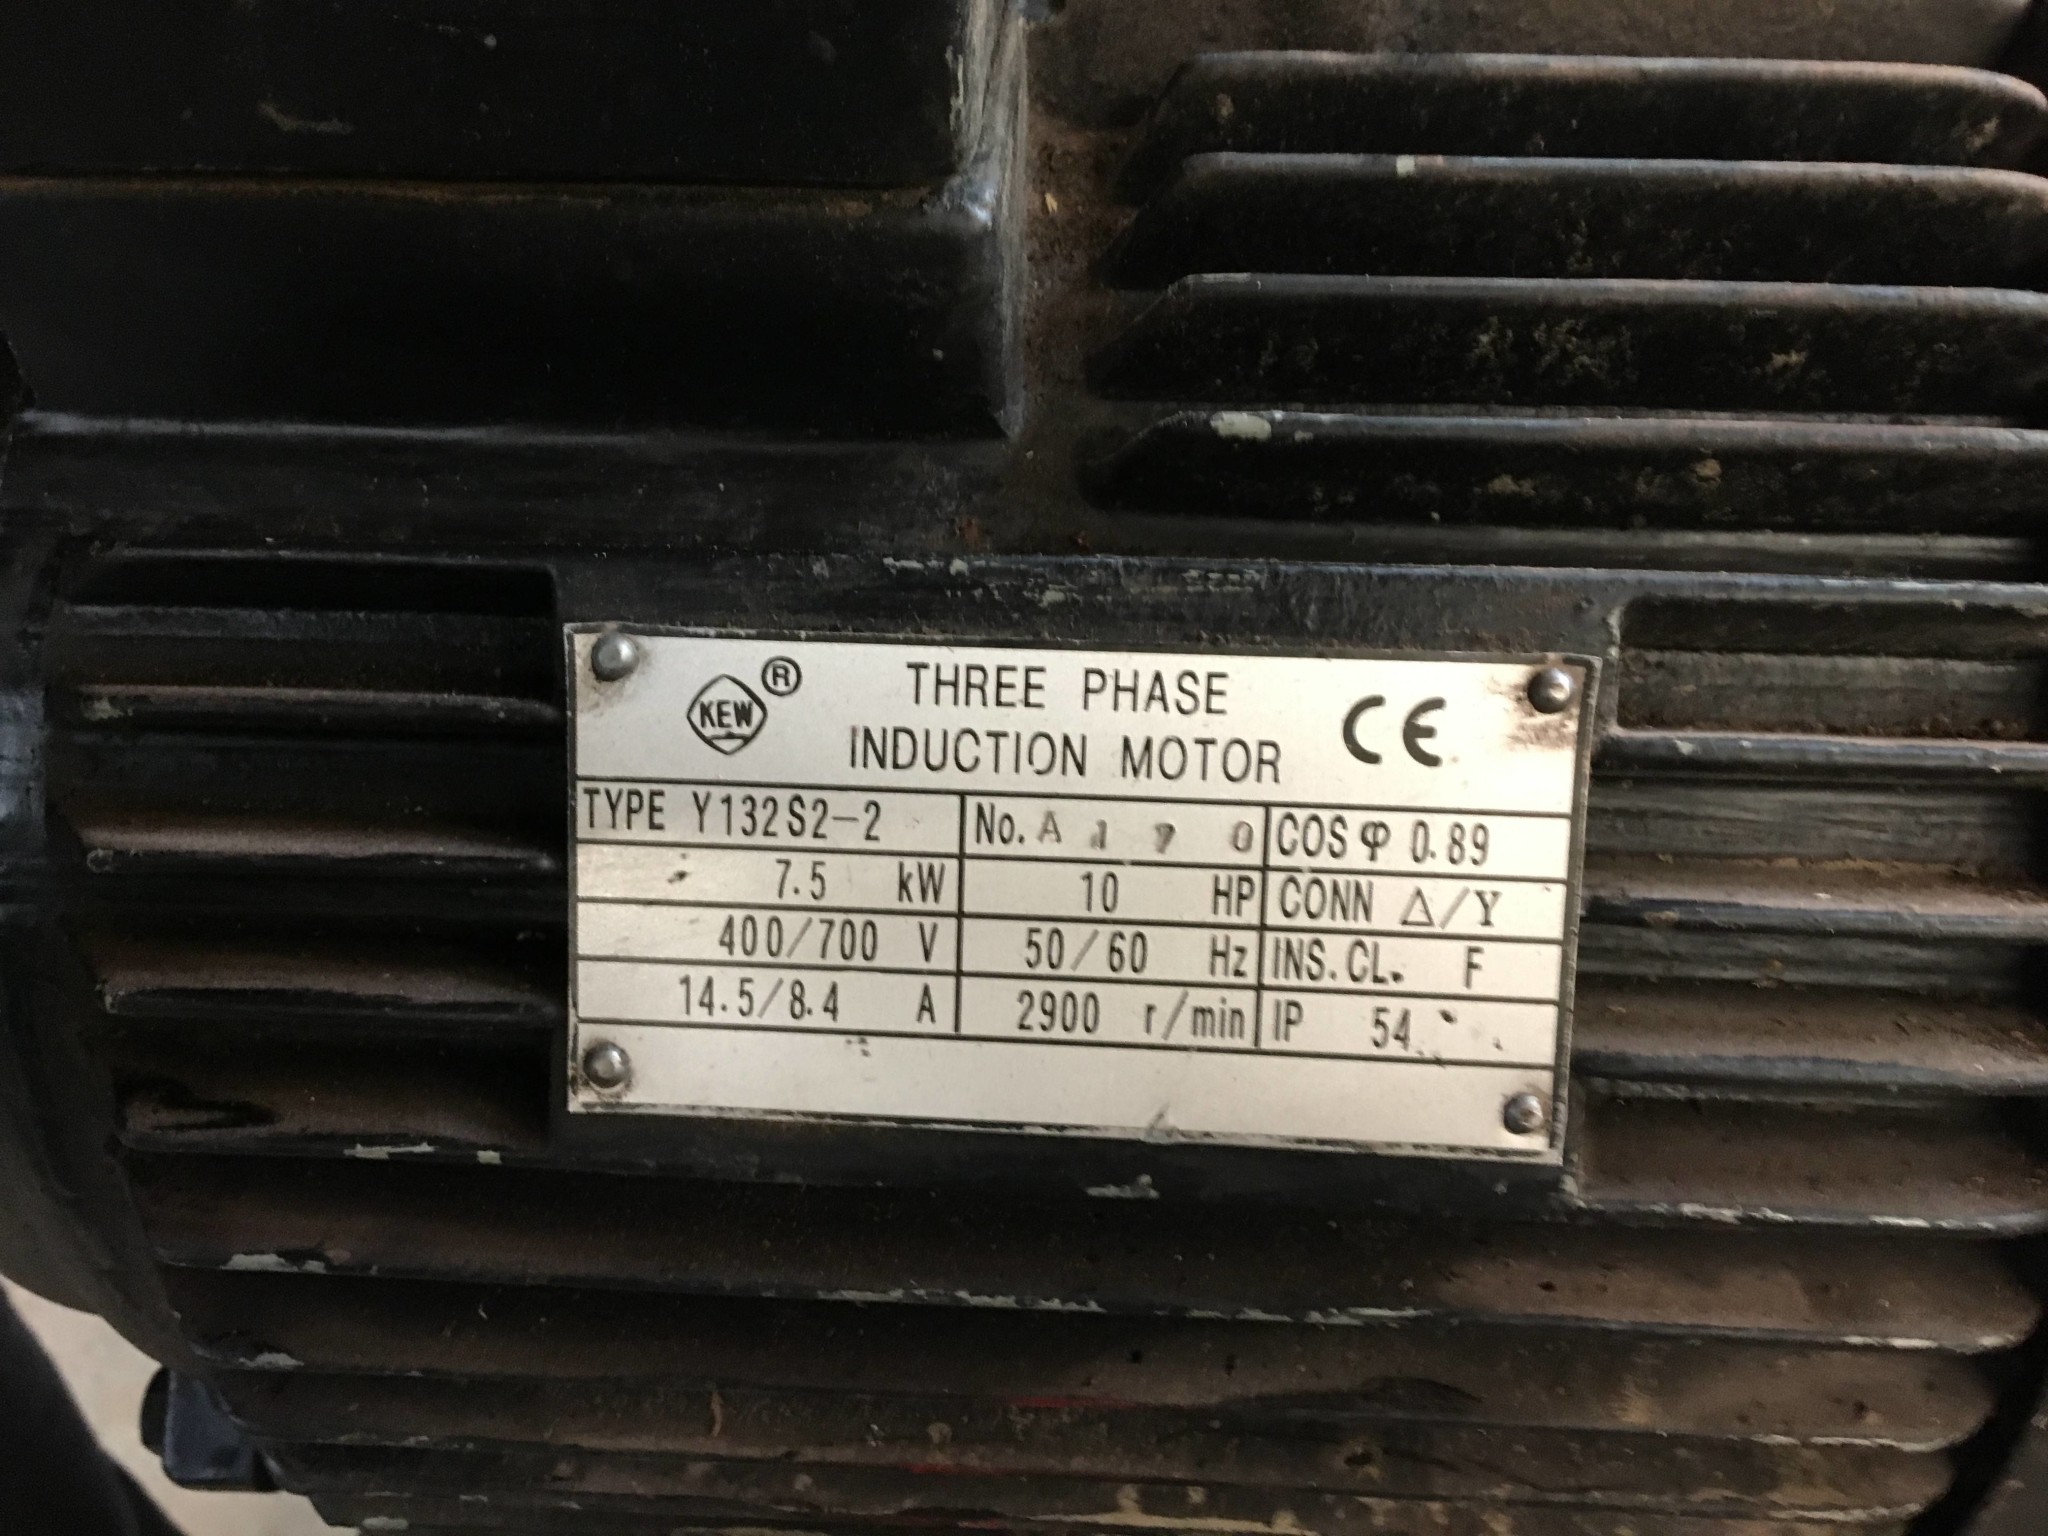 KEW ®
THREE PHASE
INDUCTION MOTOR
CE
TYPE Y132S2-2 No. A170 COS φ 0.89
7.5 kW 10 HP CONN △/Y
400/700 V 50/60 Hz INS.CL. F
14.5/8.4 A 2900 r/min IP 54